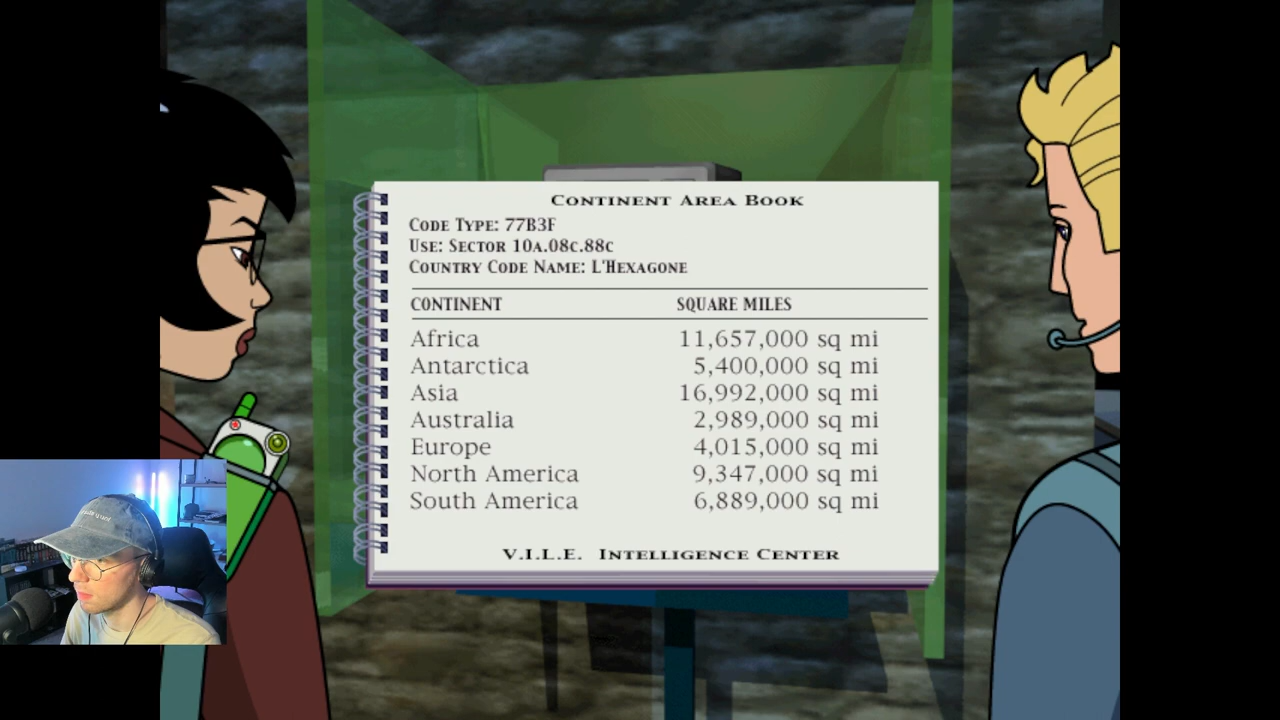 CONTINENT AREA BOOK
CODE TYPE: 77B3F
USE: SECTOR 10A.08C.88C
COUNTRY CODE NAME: L'HEXAGONE
CONTINENT SQUARE MILES
Africa 11,657,000 sq mi
Antarctica 5,400,000 sq mi
Asia 16,992,000 sq mi
Australia 2,989,000 sq mi
Europe 4,015,000 sq mi
North America 9,347,000 sq mi
South America 6,889,000 sq mi
V.I.L.E. INTELLIGENCE CENTER